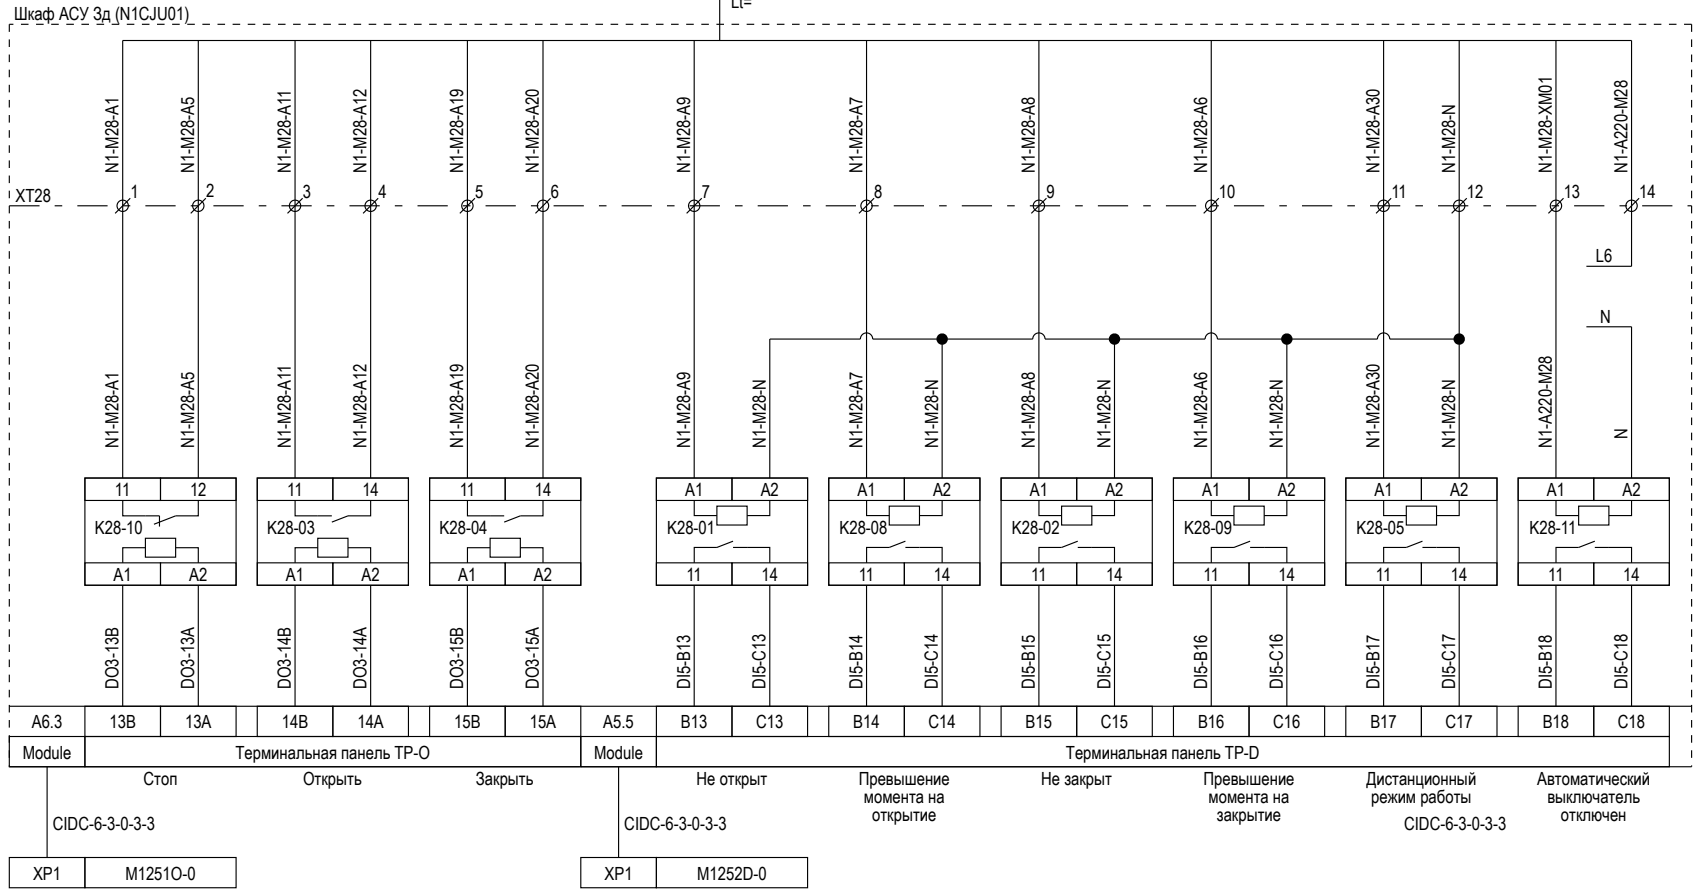 Lt=
Шкаф АСУ 3д (N1CJU01)
N1-M28-A1 N1-M28-A5 N1-M28-A11 N1-M28-A12 N1-M28-A19 N1-M28-A20 N1-M28-A9 N1-M28-A7 N1-M28-A8 N1-M28-A6 N1-M28-A30 N1-M28-N N1-M28-XM01 N1-A220-M28
XT28 1 2 3 4 5 6 7 8 9 10 11 12 13 14
L6
N
N1-M28-A1 N1-M28-A5 N1-M28-A11 N1-M28-A12 N1-M28-A19 N1-M28-A20 N1-M28-A9 N1-M28-N N1-M28-A7 N1-M28-N N1-M28-A8 N1-M28-N N1-M28-A6 N1-M28-N N1-M28-A30 N1-M28-N N1-A220-M28 N
11 12 11 14 11 14 A1 A2 A1 A2 A1 A2 A1 A2 A1 A2 A1 A2
K28-10 K28-03 K28-04 K28-01 K28-08 K28-02 K28-09 K28-05 K28-11
A1 A2 A1 A2 A1 A2 11 14 11 14 11 14 11 14 11 14 11 14
DO3-13B DO3-13A DO3-14B DO3-14A DO3-15B DO3-15A DI5-B13 DI5-C13 DI5-B14 DI5-C14 DI5-B15 DI5-C15 DI5-B16 DI5-C16 DI5-B17 DI5-C17 DI5-B18 DI5-C18
A6.3 13B 13A 14B 14A 15B 15A A5.5 B13 C13 B14 C14 B15 C15 B16 C16 B17 C17 B18 C18
Module Терминальная панель TP-O Module Терминальная панель TP-D
Стоп Открыть Закрыть Не открыт Превышение Не закрыт Превышение Дистанционный Автоматический
момента на момента на режим работы выключатель
открытие закрытие отключен
CIDC-6-3-0-3-3 CIDC-6-3-0-3-3 CIDC-6-3-0-3-3
XP1 M1251O-0 XP1 M1252D-0